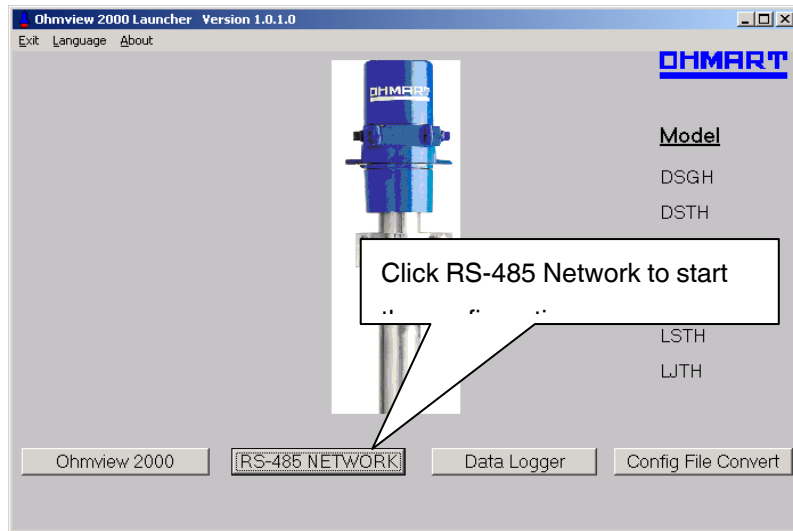 Ohmview 2000 Launcher Version 1.0.1.0
Exit Language About
OHMART
OHMART
Model
DSGH
DSTH
Click RS-485 Network to start
LSTH
LJTH
Ohmview 2000
RS-485 NETWORK
Data Logger
Config File Convert